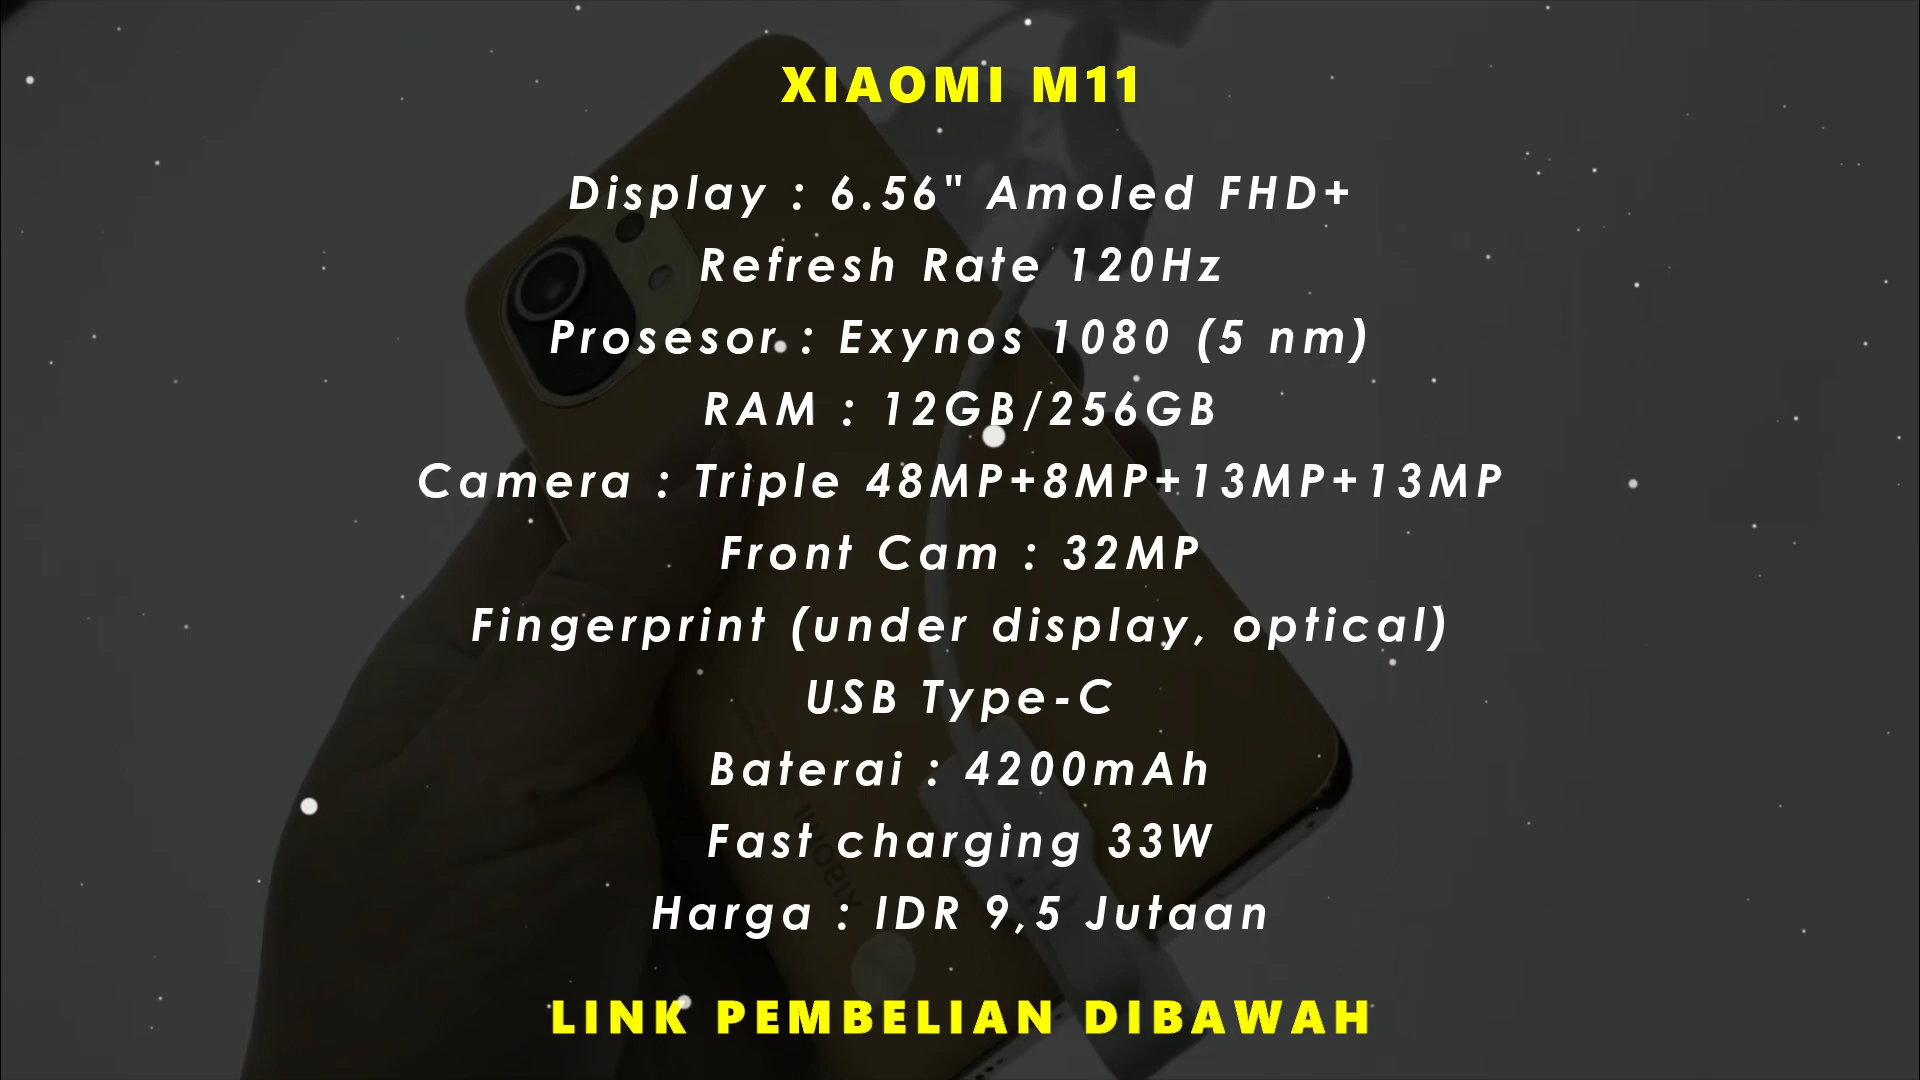 XIAOMI M11
Display : 6.56" Amoled FHD+
Refresh Rate 120Hz
Prosesor : Exynos 1080 (5 nm)
RAM : 12GB/256GB
Camera : Triple 48MP+8MP+13MP+13MP
Front Cam : 32MP
Fingerprint (under display, optical)
USB Type-C
Baterai : 4200mAh
Fast charging 33W
Harga : IDR 9,5 Jutaan
XIAOMI
LINK PEMBELIAN DIBAWAH